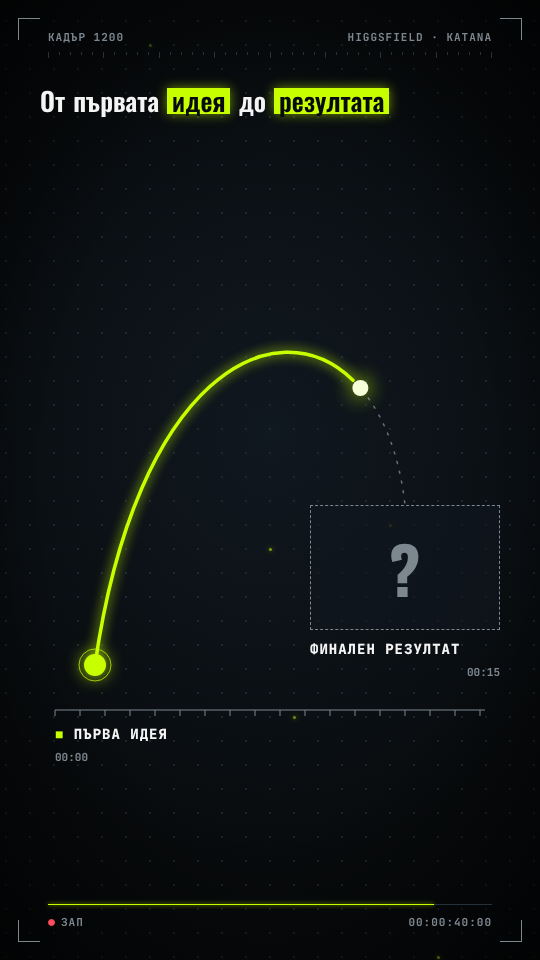 КАДЪР 1200
HIGGSFIELD · KATANA
От първата идея до резултата
?
ФИНАЛЕН РЕЗУЛТАТ
00:15
ПЪРВА ИДЕЯ
00:00
ЗАП
00:00:40:00